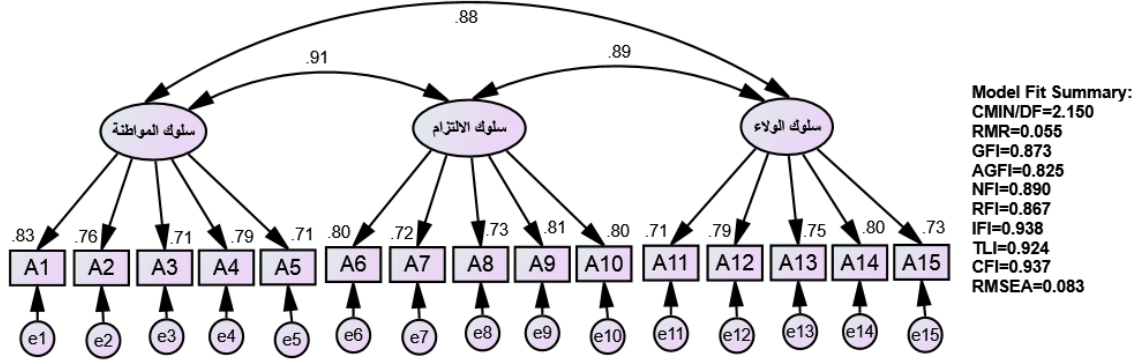 .88
.91
.89
سلوك المواطنة
سلوك الالتزام
سلوك الولاء
.83 .76 .71 .79 .71 .80 .72 .73 .81 .80 .71 .79 .75 .80 .73
A1 A2 A3 A4 A5 A6 A7 A8 A9 A10 A11 A12 A13 A14 A15
e1 e2 e3 e4 e5 e6 e7 e8 e9 e10 e11 e12 e13 e14 e15
Model Fit Summary:
CMIN/DF=2.150
RMR=0.055
GFI=0.873
AGFI=0.825
NFI=0.890
RFI=0.867
IFI=0.938
TLI=0.924
CFI=0.937
RMSEA=0.083